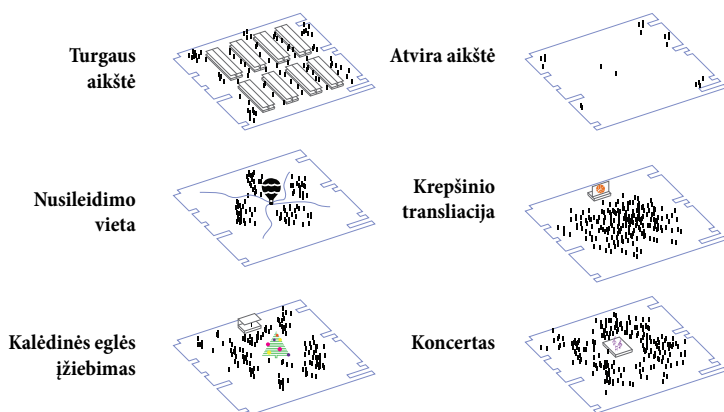 Turgaus
aikštė
Atvira aikštė
Nusileidimo
vieta
Krepšinio
transliacija
Kalėdinės eglės
įžiebimas
Koncertas